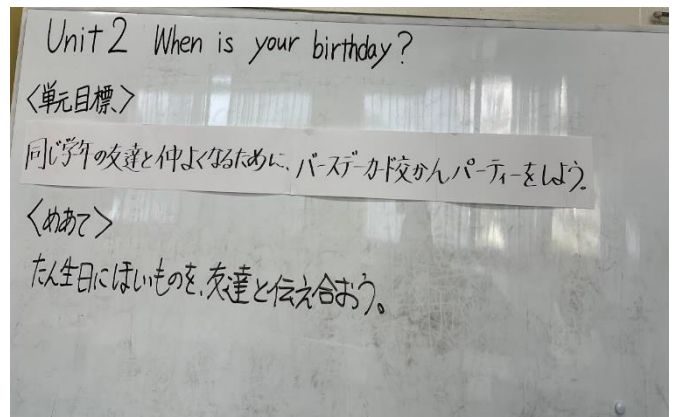 Unit 2 When is your birthday?
<単元目標>
同じ学年の友達と仲よくなるために、バースデーカード交かんパーティーをしよう。
<めあて>
たん生日にほしいものを、友達と伝え合おう。